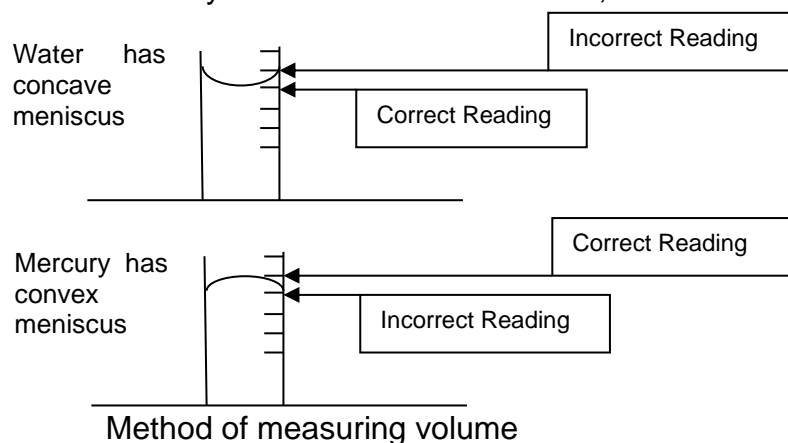 Incorrect Reading
Water has
concave
meniscus
Correct Reading
Correct Reading
Mercury has
convex
meniscus
Incorrect Reading
Method of measuring volume